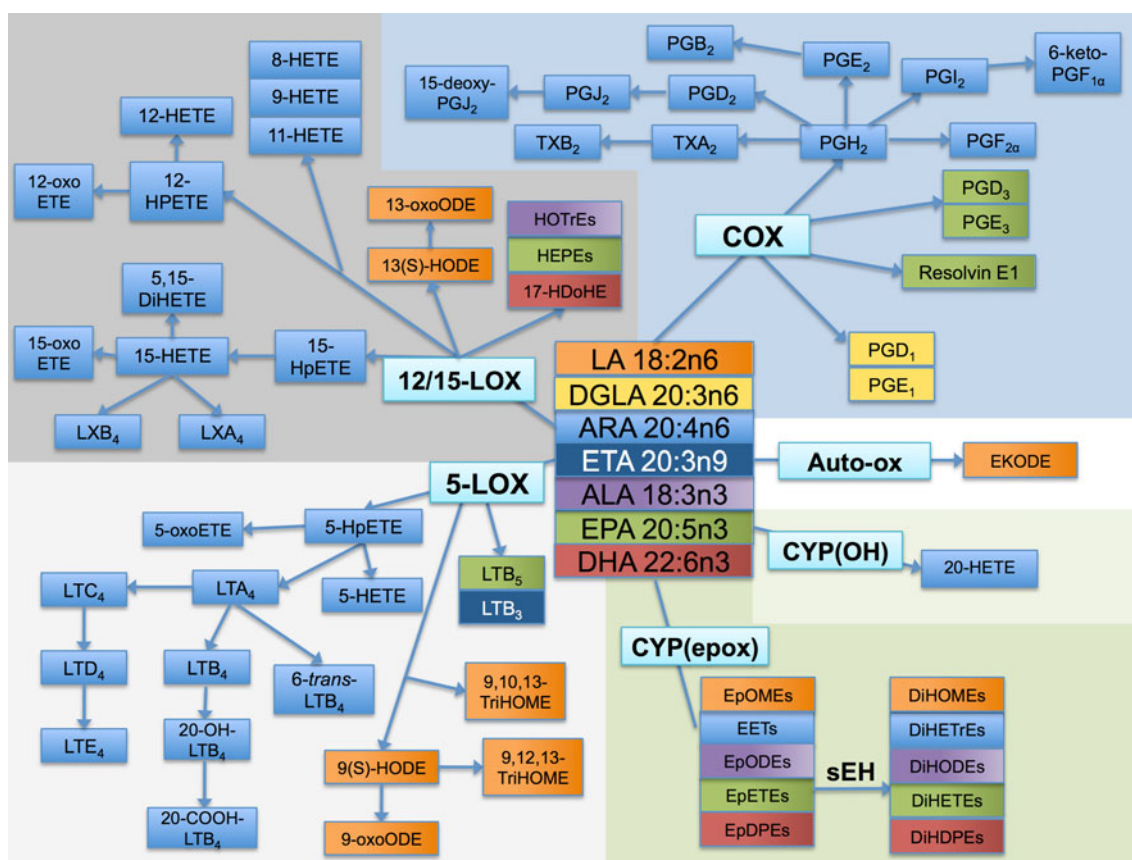 8-HETE
9-HETE
11-HETE
12-HETE
12-oxo
ETE
12-
HPETE
13-oxoODE
13(S)-HODE
HOTrEs
HEPEs
17-HDoHE
5,15-
DiHETE
15-oxo
ETE
15-HETE
15-
HpETE
LXB₄
LXA₄
12/15-LOX
PGB₂
PGE₂
6-keto-
PGF₁α
PGI₂
15-deoxy-
PGJ₂
PGJ₂
PGD₂
TXB₂
TXA₂
PGH₂
PGF₂α
PGD₃
PGE₃
COX
Resolvin E1
PGD₁
PGE₁
LA 18:2n6
DGLA 20:3n6
ARA 20:4n6
ETA 20:3n9
ALA 18:3n3
EPA 20:5n3
DHA 22:6n3
Auto-ox
EKODE
CYP(OH)
20-HETE
5-LOX
5-oxoETE
5-HpETE
LTC₄
LTA₄
5-HETE
LTB₅
LTB₃
LTD₄
LTB₄
6-trans-
LTB₄
LTE₄
20-OH-
LTB₄
20-COOH-
LTB₄
9,10,13-
TriHOME
9(S)-HODE
9,12,13-
TriHOME
9-oxoODE
CYP(epox)
EpOMEs
EETs
EpODEs
EpETEs
EpDPEs
sEH
DiHOMEs
DiHETrEs
DiHODEs
DiHETEs
DiHDPEs